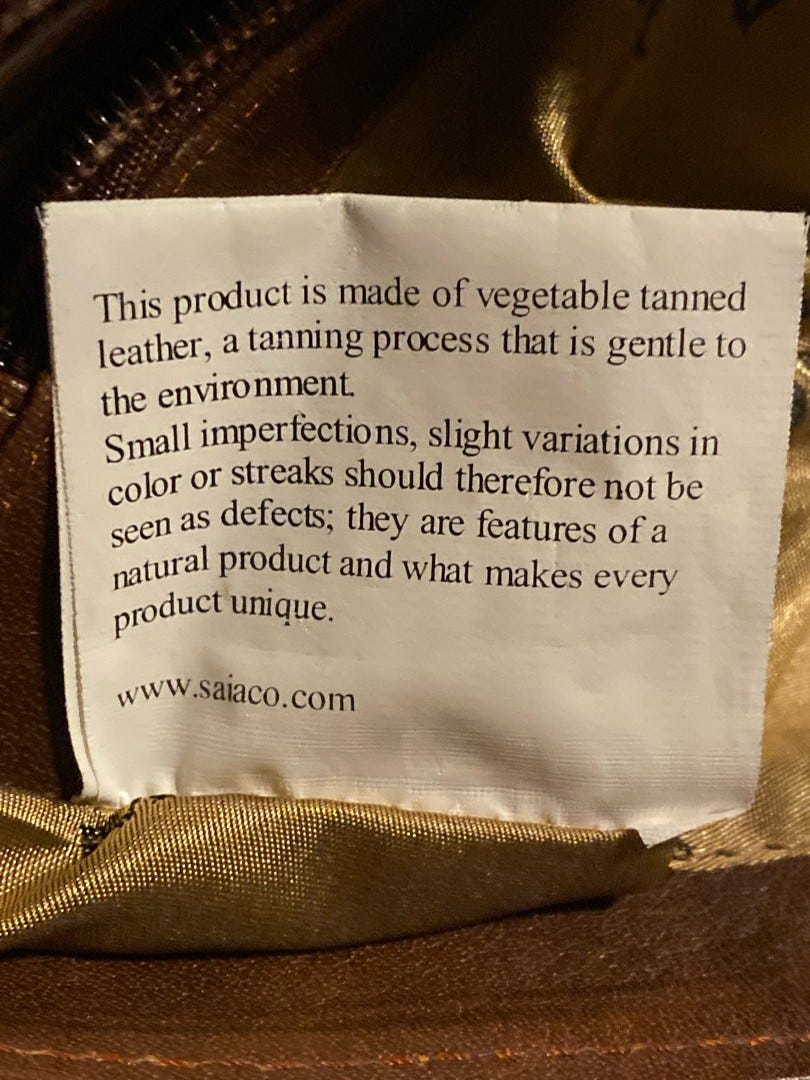 This product is made of vegetable tanned
leather, a tanning process that is gentle to
the environment.
Small imperfections, slight variations in
color or streaks should therefore not be
seen as defects; they are features of a
natural product and what makes every
product unique.
www.saiaco.com